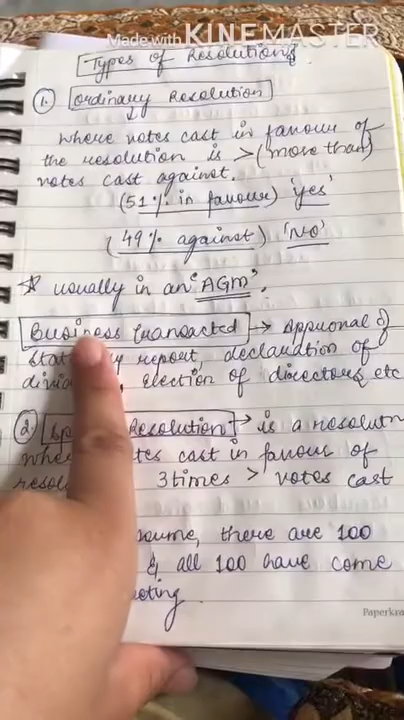 Made with KINEMASTER
Types of Resolutions
1. Ordinary Resolution
Where votes cast in favour of
the resolution is > (more than)
votes cast against.
(51% in favour) 'Yes'
(49% against) 'No'
☆ usually in an 'AGM'.
Business transacted → Approval of
report, declaration of
election of directors etc
2. Resolution → is a resolutn
cast in favour of
3times > votes cast
there are 100
& all 100 have come
Paperkra